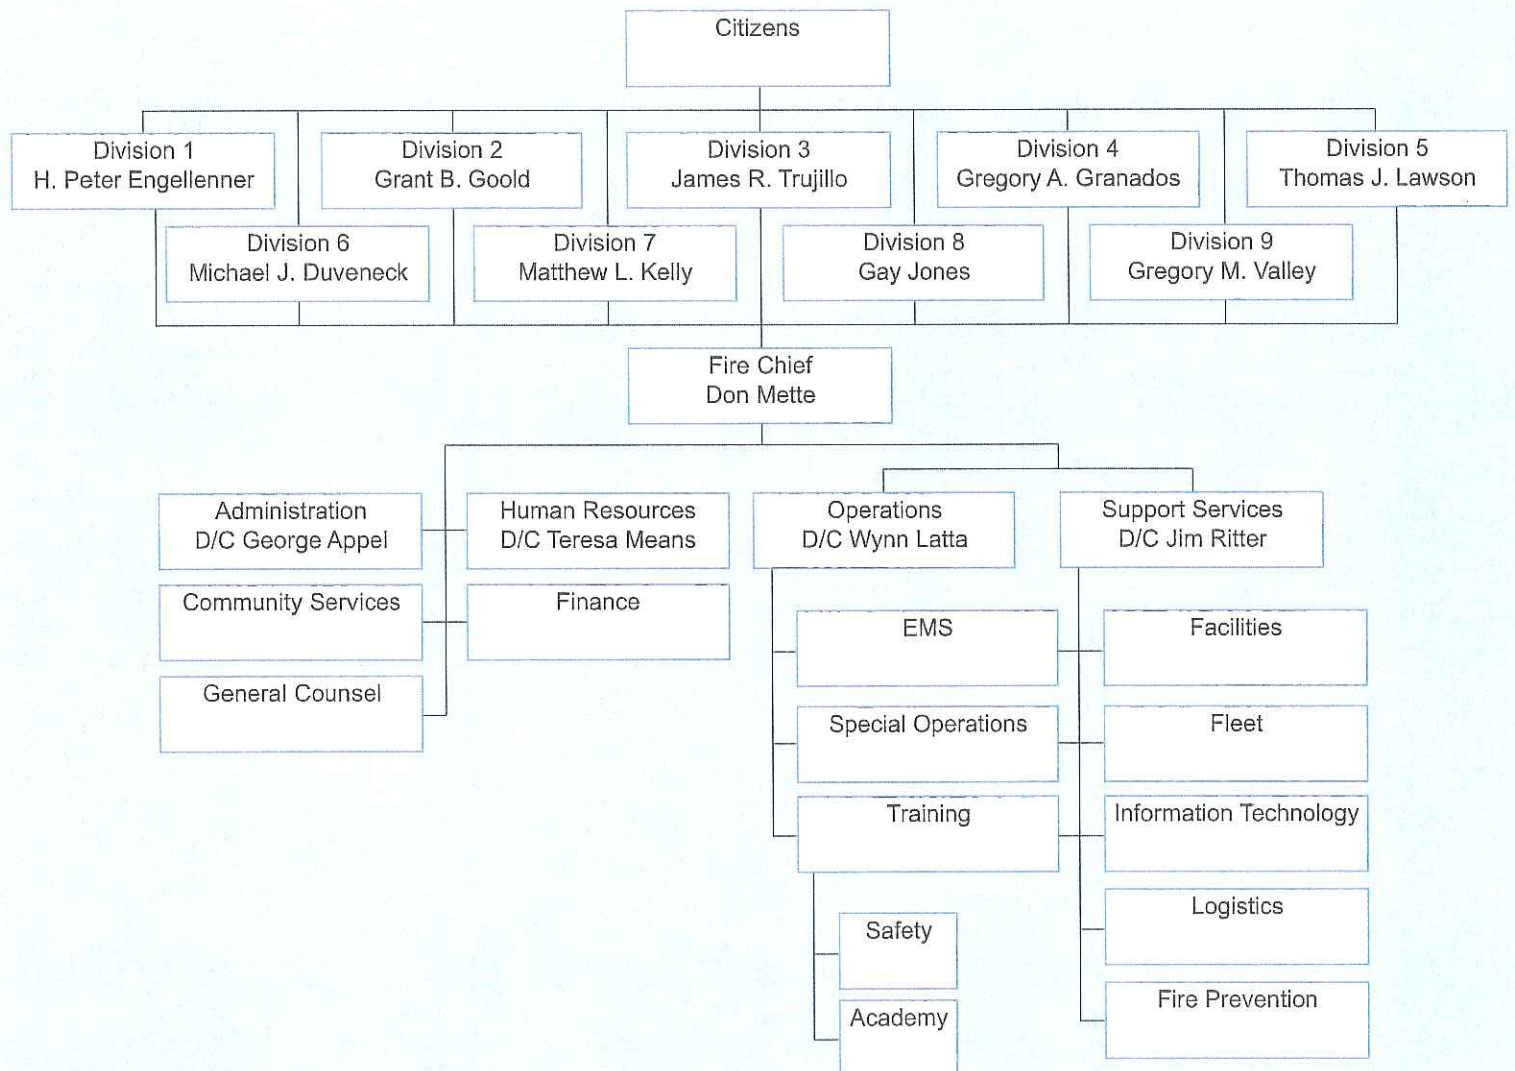 Citizens
Division 1
H. Peter Engellenner
Division 2
Grant B. Goold
Division 3
James R. Trujillo
Division 4
Gregory A. Granados
Division 5
Thomas J. Lawson
Division 6
Michael J. Duveneck
Division 7
Matthew L. Kelly
Division 8
Gay Jones
Division 9
Gregory M. Valley
Fire Chief
Don Mette
Administration
D/C George Appel
Human Resources
D/C Teresa Means
Operations
D/C Wynn Latta
Support Services
D/C Jim Ritter
Community Services
Finance
General Counsel
EMS
Facilities
Special Operations
Fleet
Training
Information Technology
Logistics
Safety
Fire Prevention
Academy